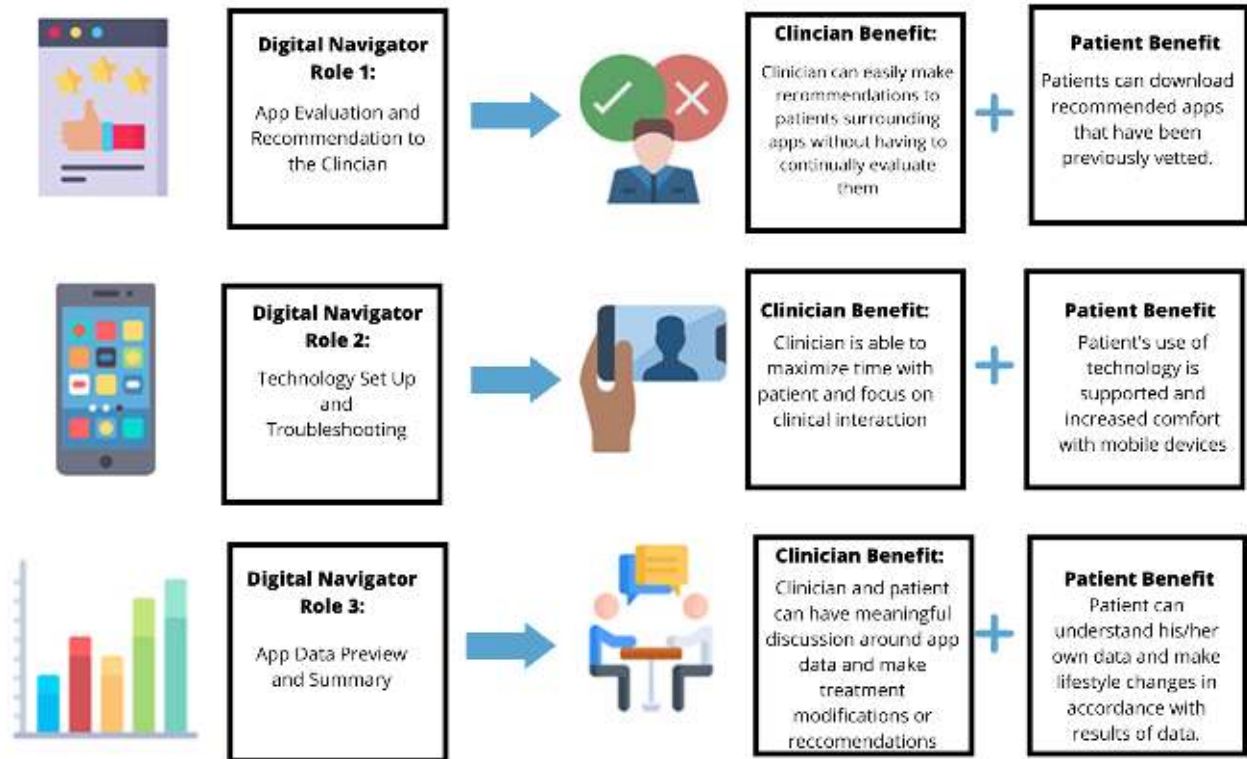 Digital Navigator
Role 1:
App Evaluation and
Recommendation to
the Clincian
Clincian Benefit:
Clinician can easily make
recommendations to
patients surrounding
apps without having to
continually evaluate
them
Patient Benefit
Patients can download
recommended apps
that have been
previously vetted.
Digital Navigator
Role 2:
Technology Set Up
and
Troubleshooting
Clinician Benefit:
Clinician is able to
maximize time with
patient and focus on
clinical interaction
Patient Benefit
Patient's use of
technology is
supported and
increased comfort
with mobile devices
Digital Navigator
Role 3:
App Data Preview
and Summary
Clinician Benefit:
Clinician and patient
can have meaningful
discussion around app
data and make
treatment
modifications or
reccomendations
Patient Benefit
Patient can
understand his/her
own data and make
lifestyle changes in
accordance with
results of data.